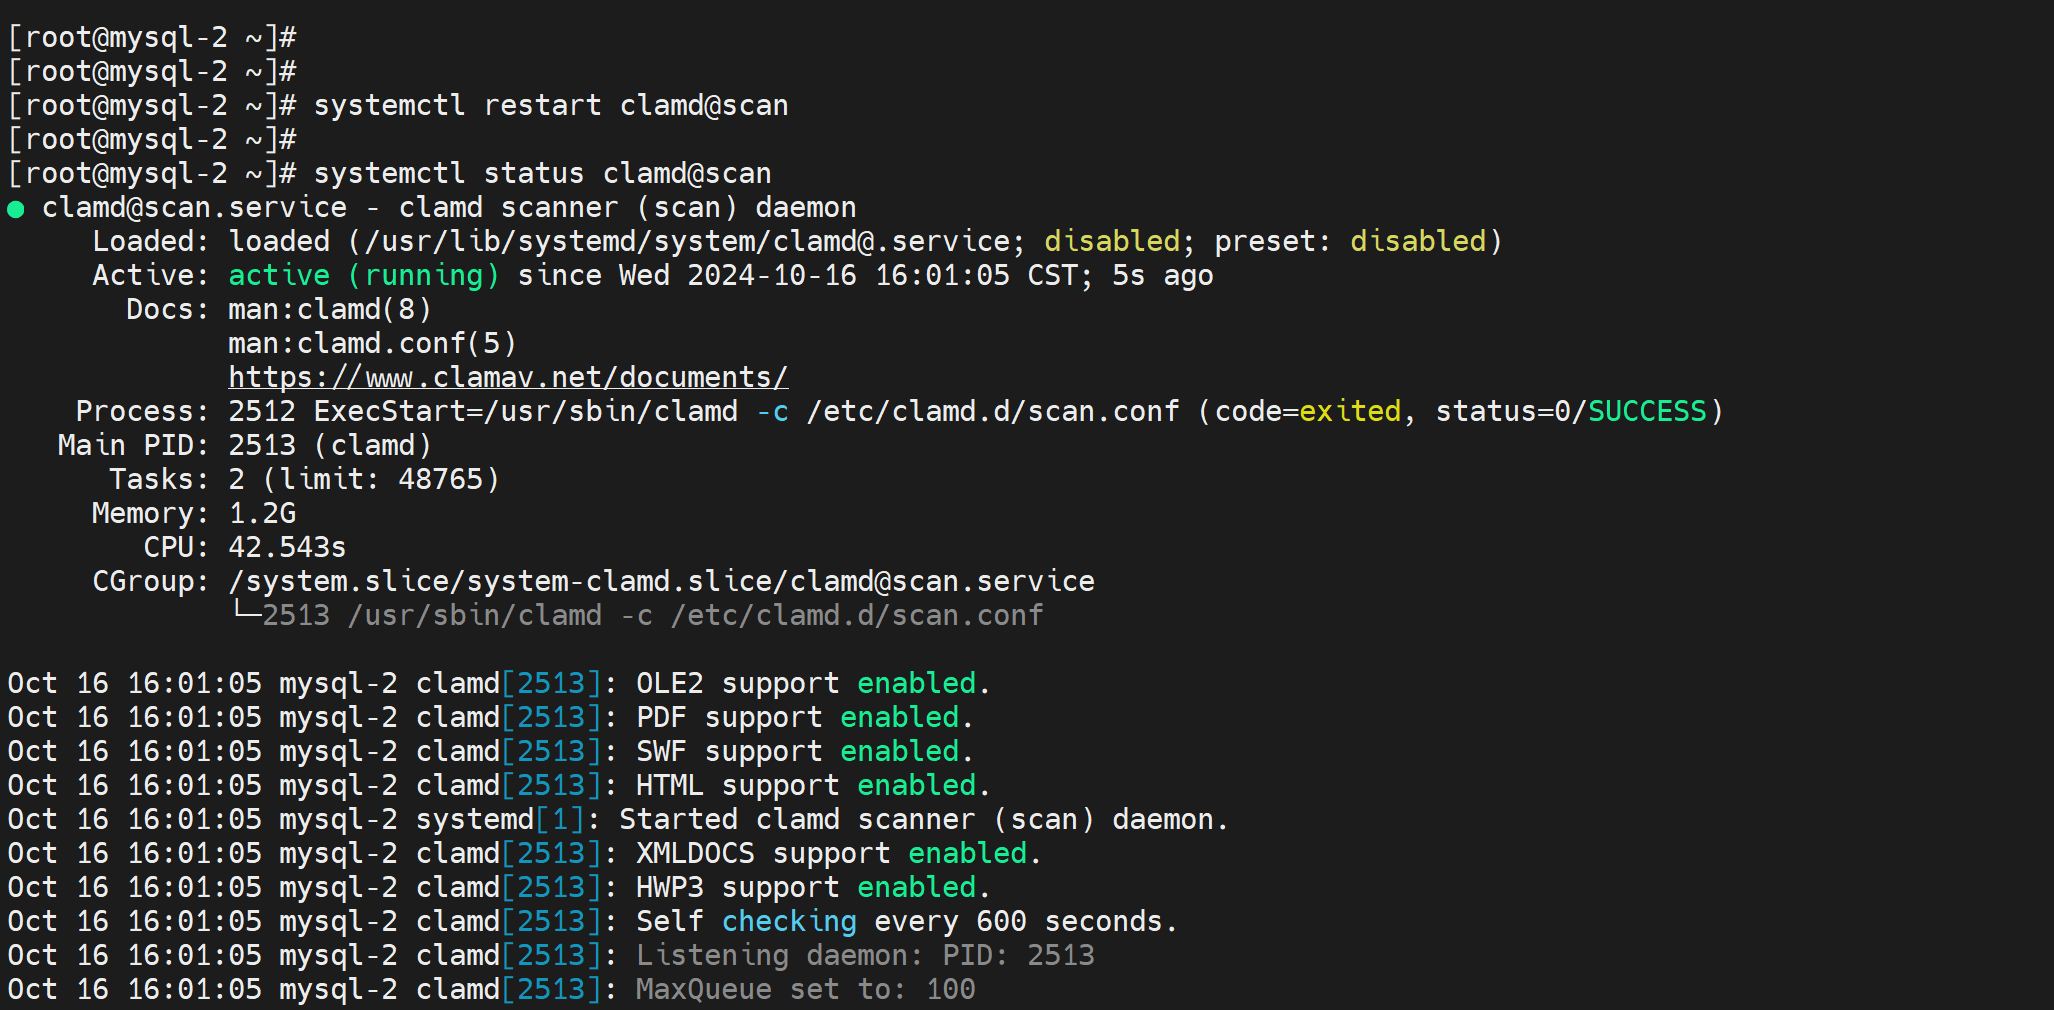 [root@mysql-2 ~]#
[root@mysql-2 ~]#
[root@mysql-2 ~]# systemctl restart clamd@scan
[root@mysql-2 ~]#
[root@mysql-2 ~]# systemctl status clamd@scan
● clamd@scan.service - clamd scanner (scan) daemon
     Loaded: loaded (/usr/lib/systemd/system/clamd@.service; disabled; preset: disabled)
     Active: active (running) since Wed 2024-10-16 16:01:05 CST; 5s ago
       Docs: man:clamd(8)
             man:clamd.conf(5)
             https://www.clamav.net/documents/
    Process: 2512 ExecStart=/usr/sbin/clamd -c /etc/clamd.d/scan.conf (code=exited, status=0/SUCCESS)
   Main PID: 2513 (clamd)
      Tasks: 2 (limit: 48765)
     Memory: 1.2G
        CPU: 42.543s
     CGroup: /system.slice/system-clamd.slice/clamd@scan.service
             └─2513 /usr/sbin/clamd -c /etc/clamd.d/scan.conf

Oct 16 16:01:05 mysql-2 clamd[2513]: OLE2 support enabled.
Oct 16 16:01:05 mysql-2 clamd[2513]: PDF support enabled.
Oct 16 16:01:05 mysql-2 clamd[2513]: SWF support enabled.
Oct 16 16:01:05 mysql-2 clamd[2513]: HTML support enabled.
Oct 16 16:01:05 mysql-2 systemd[1]: Started clamd scanner (scan) daemon.
Oct 16 16:01:05 mysql-2 clamd[2513]: XMLDOCS support enabled.
Oct 16 16:01:05 mysql-2 clamd[2513]: HWP3 support enabled.
Oct 16 16:01:05 mysql-2 clamd[2513]: Self checking every 600 seconds.
Oct 16 16:01:05 mysql-2 clamd[2513]: Listening daemon: PID: 2513
Oct 16 16:01:05 mysql-2 clamd[2513]: MaxQueue set to: 100